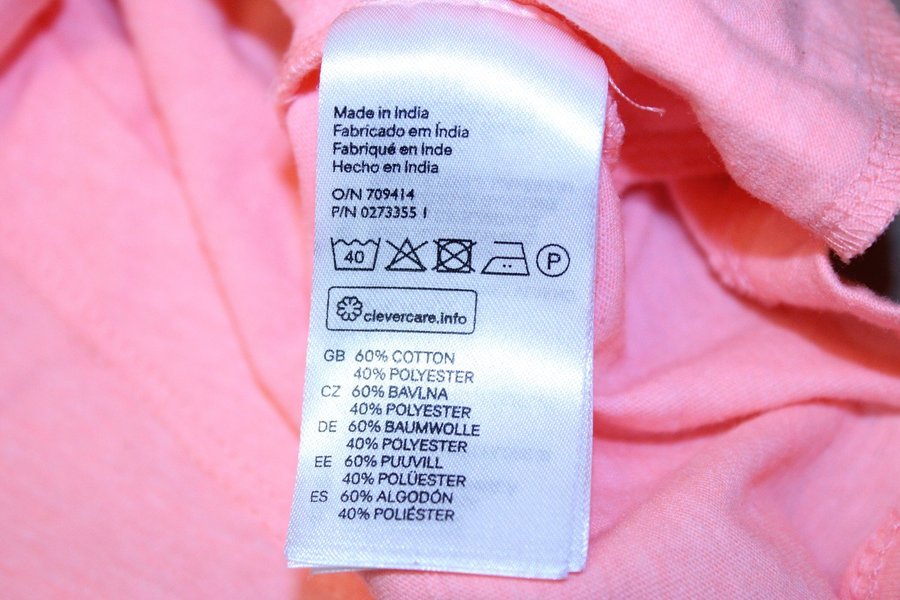 Made in India
Fabricado em Índia
Fabriqué en Inde
Hecho en India
O/N 709414
P/N 0273355 1
40 P
clevercare.info
GB 60% COTTON
40% POLYESTER
CZ 60% BAVLNA
40% POLYESTER
DE 60% BAUMWOLLE
40% POLYESTER
EE 60% PUUVILL
40% POLÜESTER
ES 60% ALGODÓN
40% POLIÉSTER